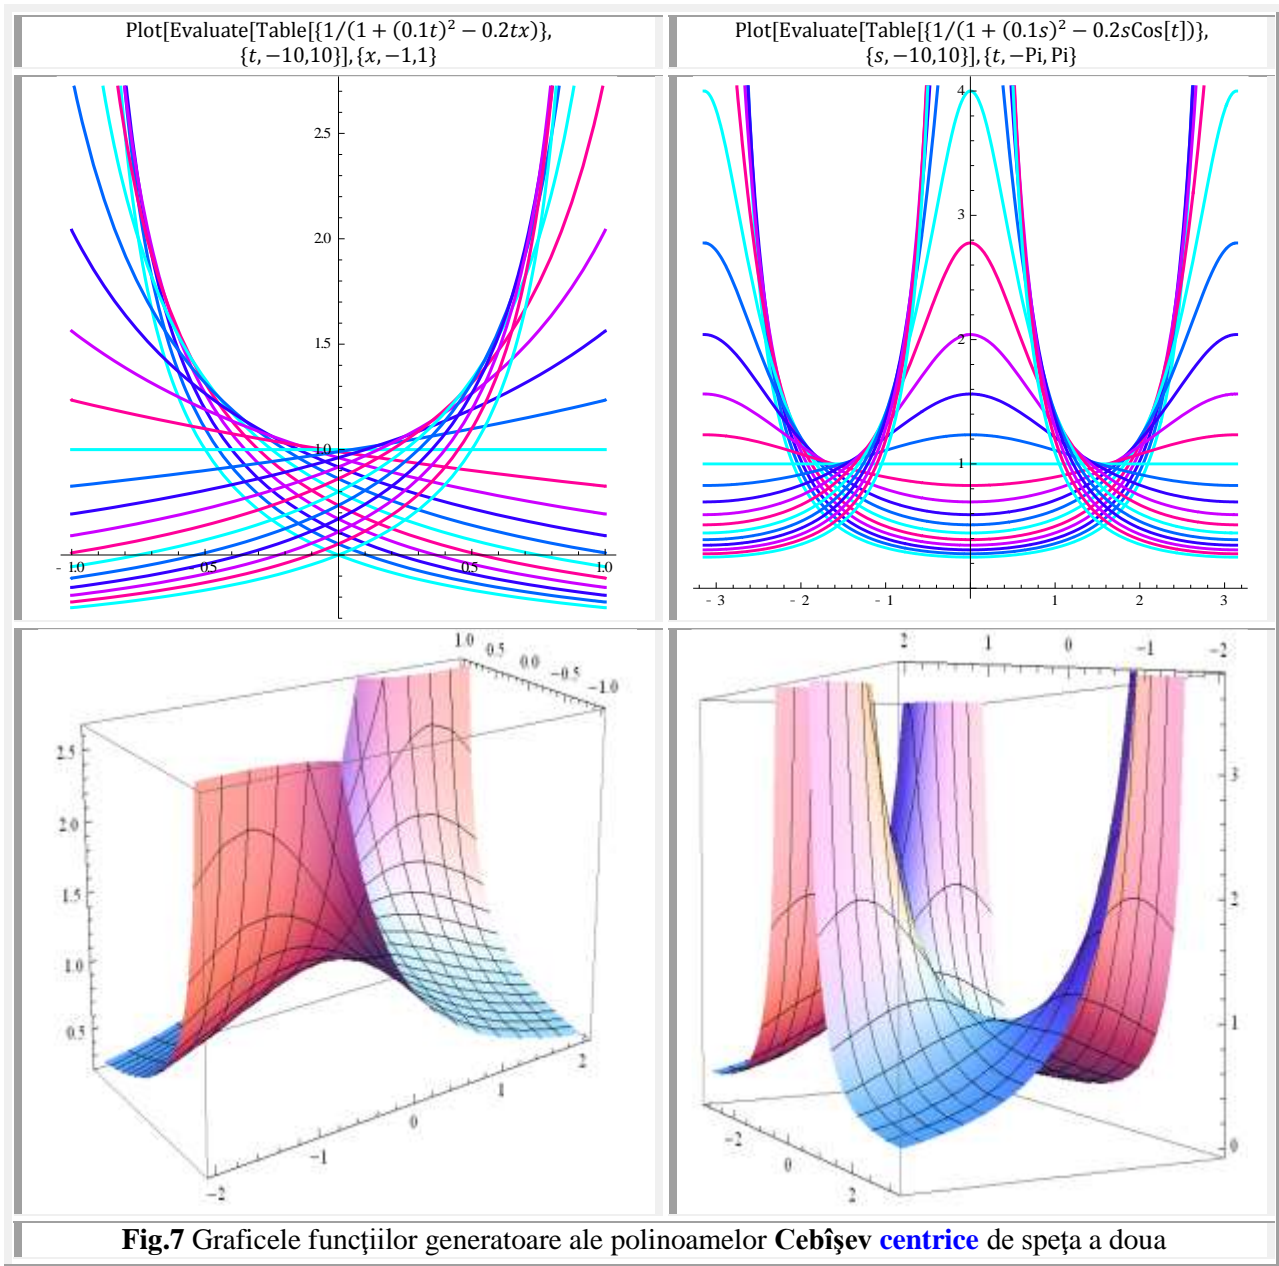 Plot[Evaluate[Table[{1/(1 + (0.1t)² − 0.2tx)},
{t, −10,10}], {x, −1,1}
Plot[Evaluate[Table[{1/(1 + (0.1s)² − 0.2sCos[t])},
{s, −10,10}], {t, −Pi, Pi}
2.5
2.0
1.5
1.0
- 1.0 - 0.5 0.5 1.0
4
3
2
1
- 3 - 2 - 1 1 2 3
1.0 0.5 0.0 −0.5 −1.0
2.5
2.0
1.5
1.0
0.5
−2 −1 0 1 2
2 1 0 −1 −2
3
2
1
0
−2 0 2
Fig.7 Graficele funcţiilor generatoare ale polinoamelor Cebîşev centrice de speţa a doua